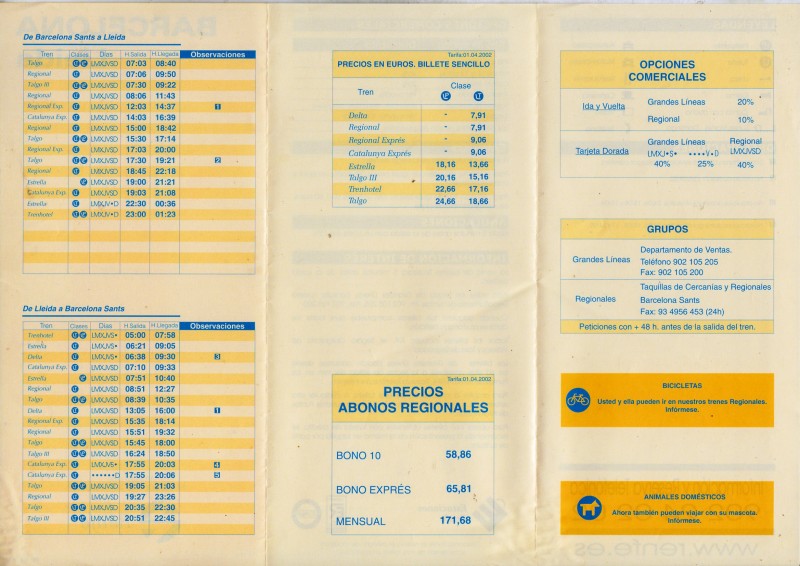 De Barcelona Sants a Lleida
Tren Clases Días H.Salida H.Llegada Observaciones
Talgo LMXJVSD 07:03 08:40
Regional LMXJVSD 07:06 09:50
Talgo III LMXJVSD 07:30 09:22
Regional LMXJVSD 08:06 11:43
Regional Exp. LMXJVSD 12:03 14:37 1
Catalunya Exp. LMXJVSD 14:03 16:39
Regional LMXJVSD 15:00 18:42
Talgo LMXJVSD 15:30 17:14
Regional Exp. LMXJVSD 17:03 20:00
Talgo LMXJVSD 17:30 19:21 2
Regional LMXJVSD 18:45 22:18
Estrella LMXJVSD 19:00 21:21
Catalunya Exp. LMXJVSD 19:03 21:08
Estrella LMXJV•D 22:30 00:36
Trenhotel LMXJVSD 23:00 01:23
De Lleida a Barcelona Sants
Tren Clases Días H.Salida H.Llegada Observaciones
Trenhotel LMXJVS• 05:00 07:58
Estrella LMXJVS• 06:21 09:05
Delta LMXJVS• 06:38 09:30 3
Catalunya Exp. LMXJVSD 07:10 09:33
Estrella LMXJVSD 07:51 10:40
Regional LMXJVSD 08:51 12:27
Talgo LMXJVSD 08:39 10:35
Delta LMXJVSD 13:05 16:00 1
Regional Exp LMXJVSD 15:35 18:14
Regional LMXJVSD 15:51 19:32
Talgo LMXJVSD 15:45 18:00
Talgo III LMXJVSD 16:24 18:50
Catalunya Exp. LMXJVS• 17:55 20:03 4
Catalunya Exp. ••••••D 17:55 20:06 5
Talgo LMXJVSD 19:05 21:03
Regional LMXJVSD 19:27 23:26
Talgo LMXJVSD 20:35 22:30
Talgo III LMXJVSD 20:51 22:45
Tarifa:01.04.2002
PRECIOS EN EUROS. BILLETE SENCILLO
Tren Clase
Delta - 7,91
Regional - 7,91
Regional Exprés - 9,06
Catalunya Exprés - 9,06
Estrella 18,16 13,66
Talgo III 20,16 15,16
Trenhotel 22,66 17,16
Talgo 24,66 18,66
Tarifa:01.04.2002
PRECIOS
ABONOS REGIONALES
BONO 10 58,86
BONO EXPRÉS 65,81
MENSUAL 171,68
OPCIONES
COMERCIALES
Ida y Vuelta Grandes Líneas 20%
Regional 10%
Tarjeta Dorada Grandes Líneas Regional
LMXJ•S• ••••V•D LMXJVSD
40% 25% 40%
GRUPOS
Grandes Líneas Departamento de Ventas.
Teléfono 902 105 205
Fax: 902 105 200
Regionales Taquillas de Cercanías y Regionales
Barcelona Sants
Fax: 93 4956 453 (24h)
Peticiones con + 48 h. antes de la salida del tren.
BICICLETAS
Usted y ella pueden ir en nuestros trenes Regionales.
Infórmese.
ANIMALES DOMÉSTICOS
Ahora también pueden viajar con su mascota.
Infórmese.